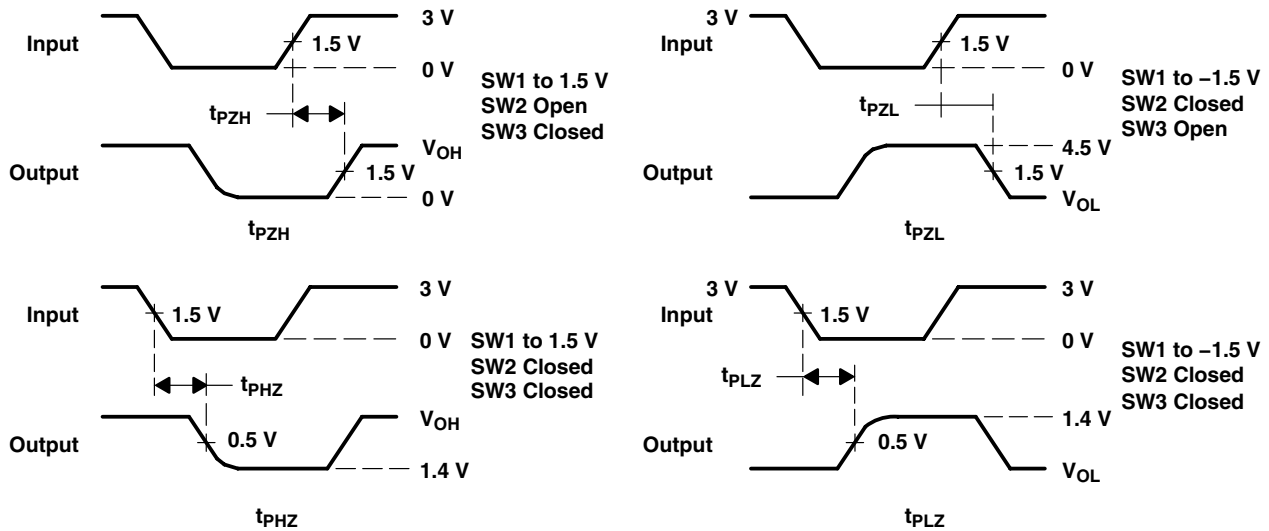 3 V
Input
1.5 V
0 V
SW1 to 1.5 V
SW2 Open
SW3 Closed
tPZH
VOH
Output
1.5 V
0 V
tPZH
3 V
Input
1.5 V
0 V
SW1 to −1.5 V
SW2 Closed
SW3 Open
tPZL
4.5 V
Output
1.5 V
VOL
tPZL
3 V
Input
1.5 V
0 V
SW1 to 1.5 V
SW2 Closed
SW3 Closed
tPHZ
VOH
Output
0.5 V
1.4 V
tPHZ
3 V
Input
1.5 V
0 V
SW1 to −1.5 V
SW2 Closed
SW3 Closed
tPLZ
1.4 V
Output
0.5 V
VOL
tPLZ